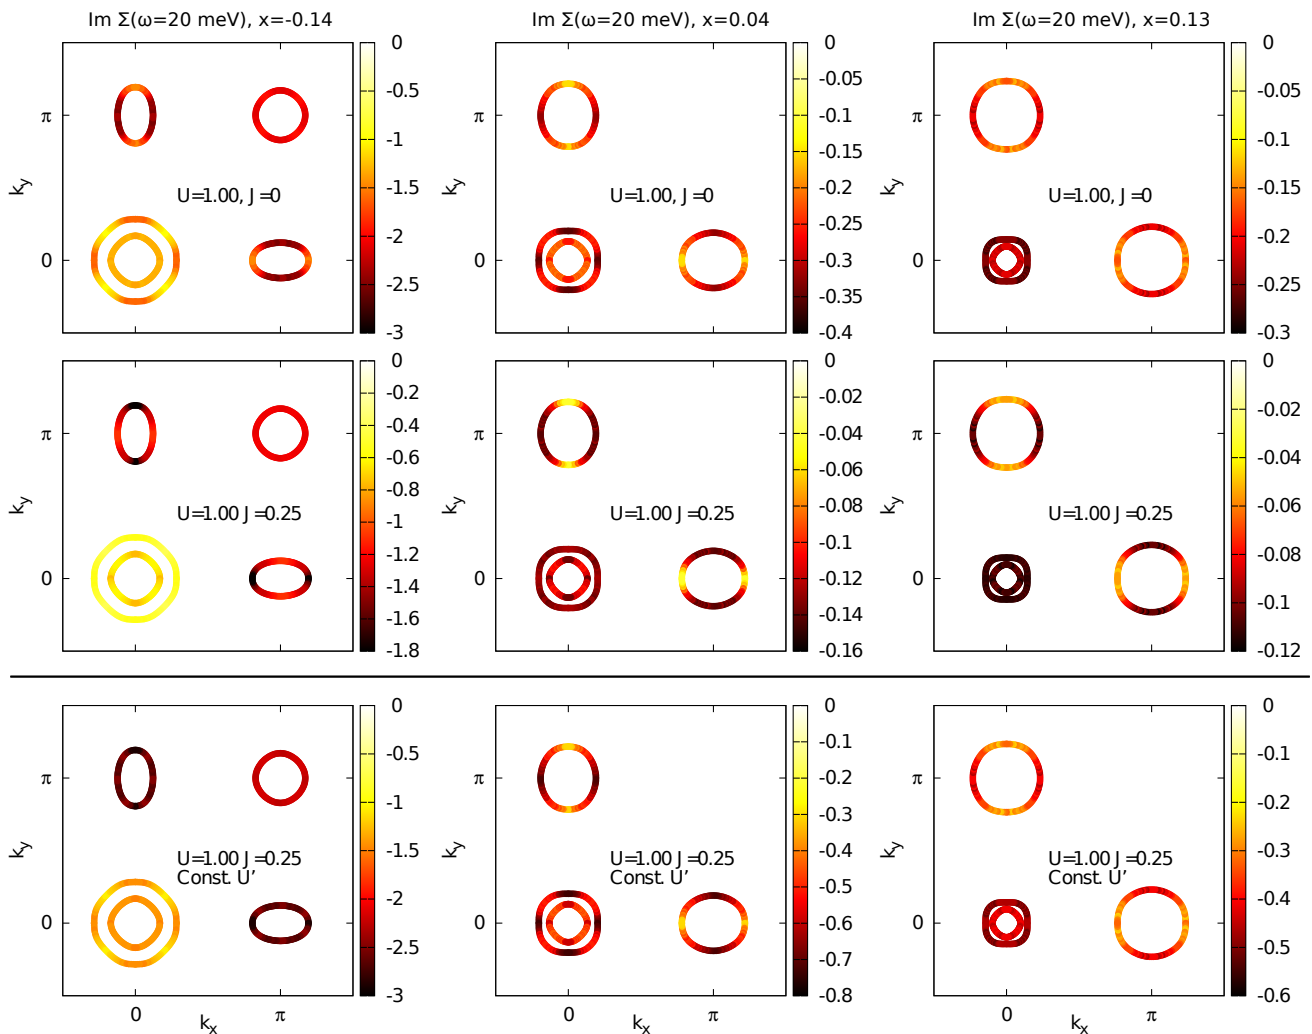 Im Σ(ω=20 meV), x=-0.14
Im Σ(ω=20 meV), x=0.04
Im Σ(ω=20 meV), x=0.13
π
0
k_y
U=1.00, J=0
0
-0.5
-1
-1.5
-2
-2.5
-3
π
0
k_y
U=1.00, J=0
0
-0.05
-0.1
-0.15
-0.2
-0.25
-0.3
-0.35
-0.4
π
0
k_y
U=1.00, J=0
0
-0.05
-0.1
-0.15
-0.2
-0.25
-0.3
π
0
k_y
U=1.00 J=0.25
0
-0.2
-0.4
-0.6
-0.8
-1
-1.2
-1.4
-1.6
-1.8
π
0
k_y
U=1.00 J=0.25
0
-0.02
-0.04
-0.06
-0.08
-0.1
-0.12
-0.14
-0.16
π
0
k_y
U=1.00 J=0.25
0
-0.02
-0.04
-0.06
-0.08
-0.1
-0.12
π
0
k_y
U=1.00 J=0.25
Const. U'
0
-0.5
-1
-1.5
-2
-2.5
-3
0
π
k_x
π
0
k_y
U=1.00 J=0.25
Const. U'
0
-0.1
-0.2
-0.3
-0.4
-0.5
-0.6
-0.7
-0.8
0
π
k_x
π
0
k_y
U=1.00 J=0.25
Const. U'
0
-0.1
-0.2
-0.3
-0.4
-0.5
-0.6
0
π
k_x